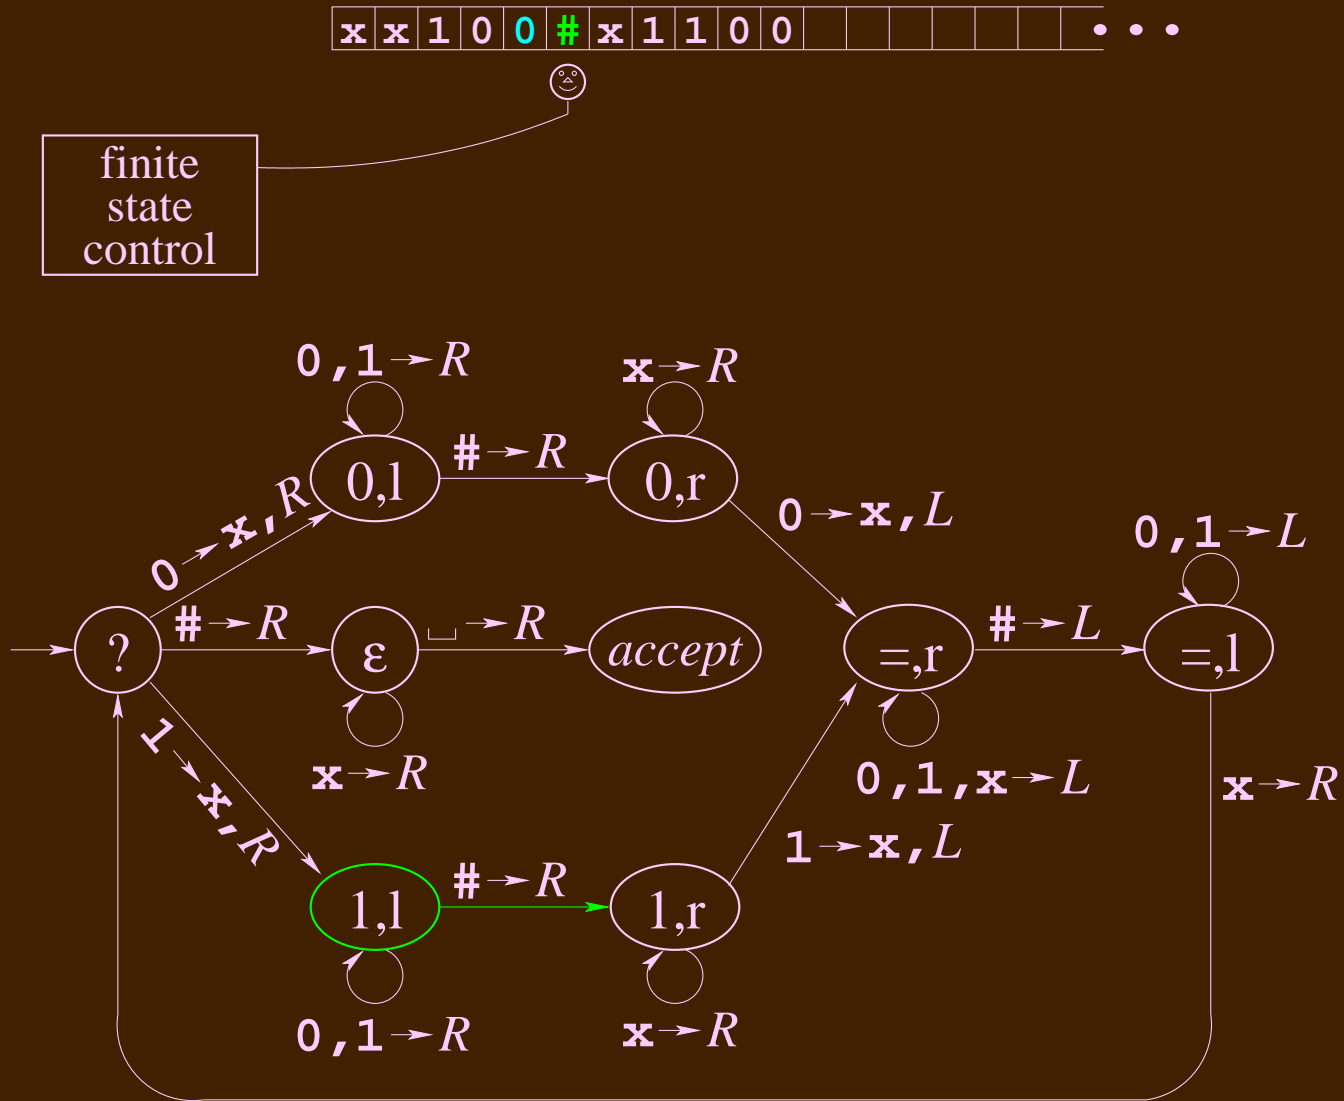 x x 1 0 0 # x 1 1 0 0 • • •
finite
state
control
0,1→R
x→R
#→R
0,l
0,r
0→x,R
0→x,L
0,1→L
#→R
␣→R
#→L
?
ε
accept
=,r
=,l
1→x,R
x→R
0,1,x→L
x→R
1→x,L
#→R
1,l
1,r
0,1→R
x→R